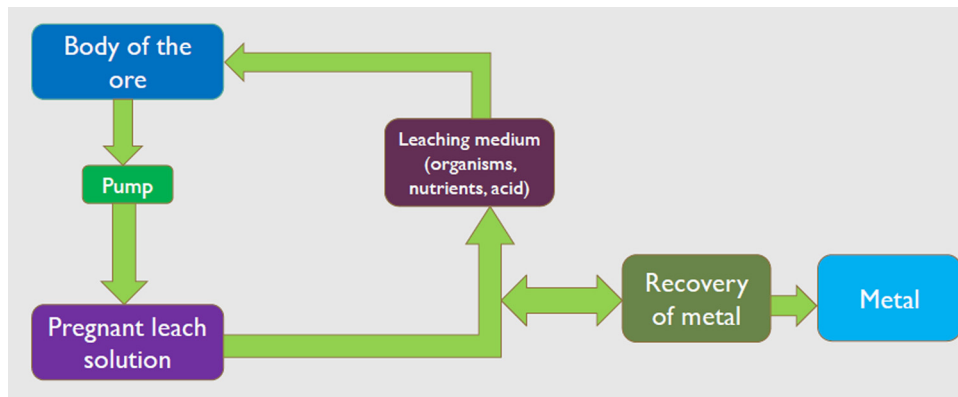 Body of the
ore
Leaching medium
(organisms,
nutrients, acid)
Pump
Recovery
of metal
Metal
Pregnant leach
solution